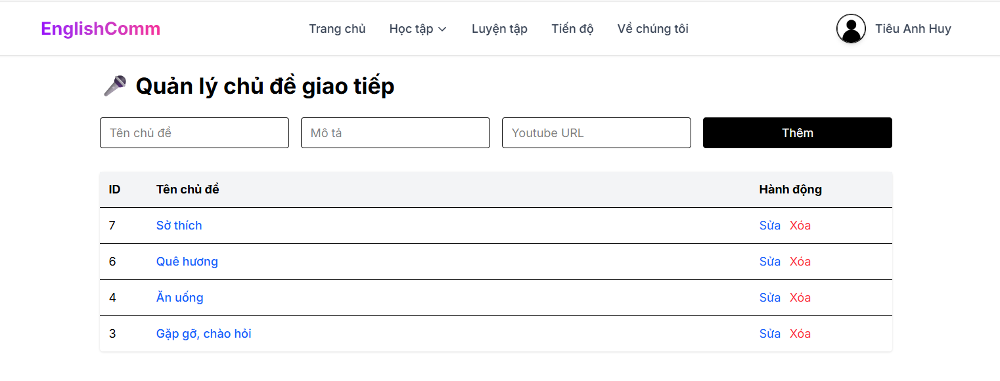 EnglishComm Trang chủ Học tập Luyện tập Tiến độ Về chúng tôi Tiêu Anh Huy
Quản lý chủ đề giao tiếp
Tên chủ đề Mô tả Youtube URL Thêm
ID Tên chủ đề Hành động
7 Sở thích Sửa Xóa
6 Quê hương Sửa Xóa
4 Ăn uống Sửa Xóa
3 Gặp gỡ, chào hỏi Sửa Xóa